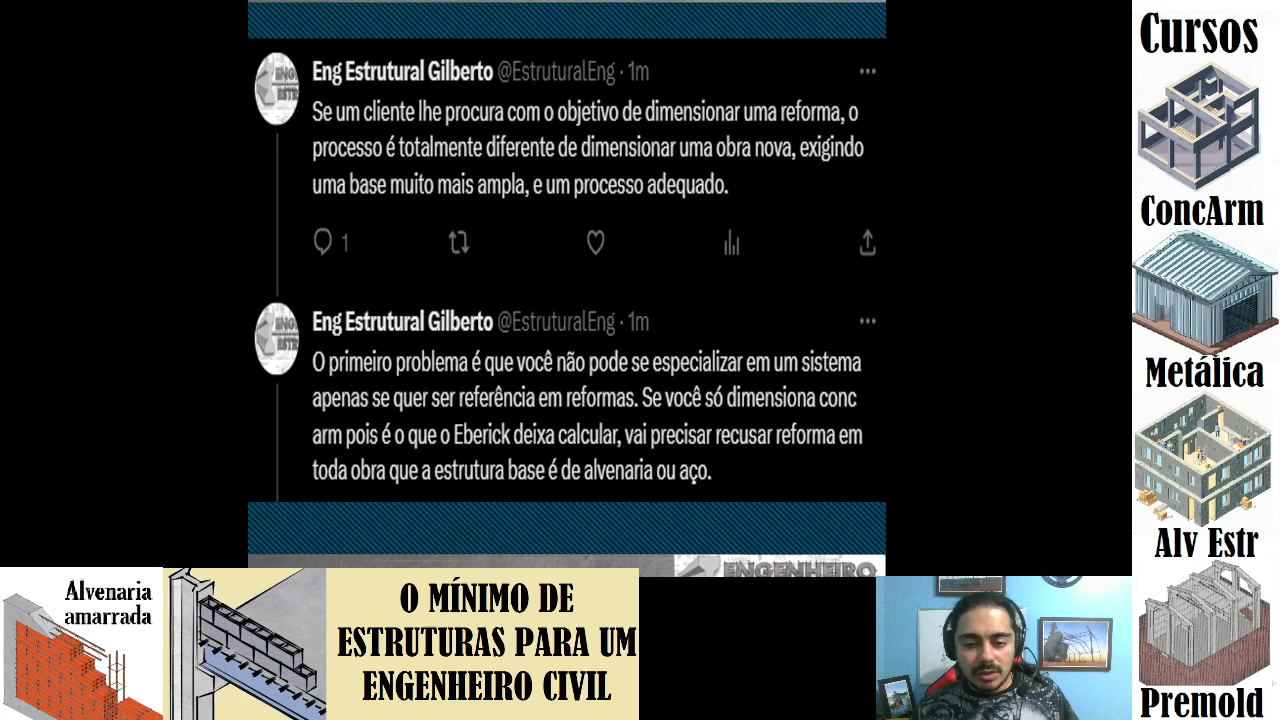 Eng Estrutural Gilberto @EstruturalEng · 1m
Se um cliente lhe procura com o objetivo de dimensionar uma reforma, o
processo é totalmente diferente de dimensionar uma obra nova, exigindo
uma base muito mais ampla, e um processo adequado.
1
Eng Estrutural Gilberto @EstruturalEng · 1m
O primeiro problema é que você não pode se especializar em um sistema
apenas se quer ser referência em reformas. Se você só dimensiona conc
arm pois é o que o Eberick deixa calcular, vai precisar recusar reforma em
toda obra que a estrutura base é de alvenaria ou aço.
ENGENHEIRO
Alvenaria
amarrada
O MÍNIMO DE
ESTRUTURAS PARA UM
ENGENHEIRO CIVIL
Cursos
ConcArm
Metálica
Alv Estr
Premold